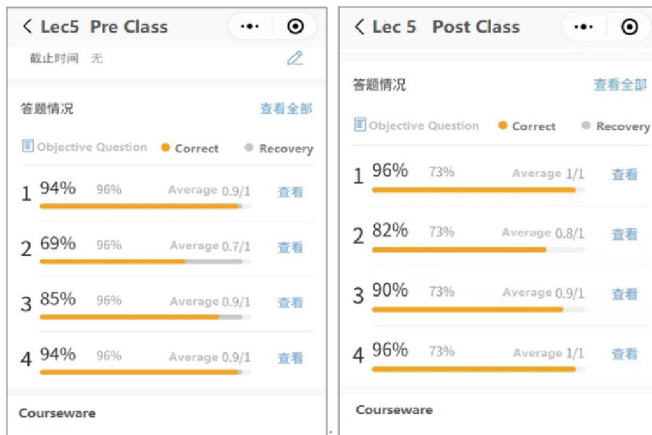 Lec5 Pre Class
截止时间 无
答题情况 查看全部
Objective Question Correct Recovery
1 94% 96% Average 0.9/1 查看
2 69% 96% Average 0.7/1 查看
3 85% 96% Average 0.9/1 查看
4 94% 96% Average 0.9/1 查看
Courseware
Lec 5 Post Class
答题情况 查看全部
Objective Question Correct Recovery
1 96% 73% Average 1/1 查看
2 82% 73% Average 0.8/1 查看
3 90% 73% Average 0.9/1 查看
4 96% 73% Average 1/1 查看
Courseware